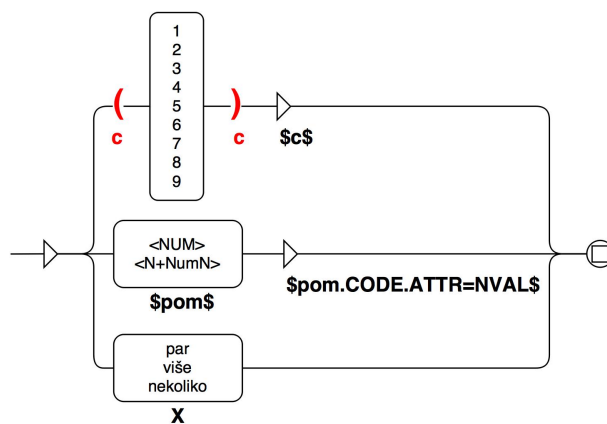 1
2
3
4
5
6
7
8
9
( )
c c
$c$
<NUM>
<N+NumN>
$pom$
$pom.CODE.ATTR=NVAL$
par
više
nekoliko
X